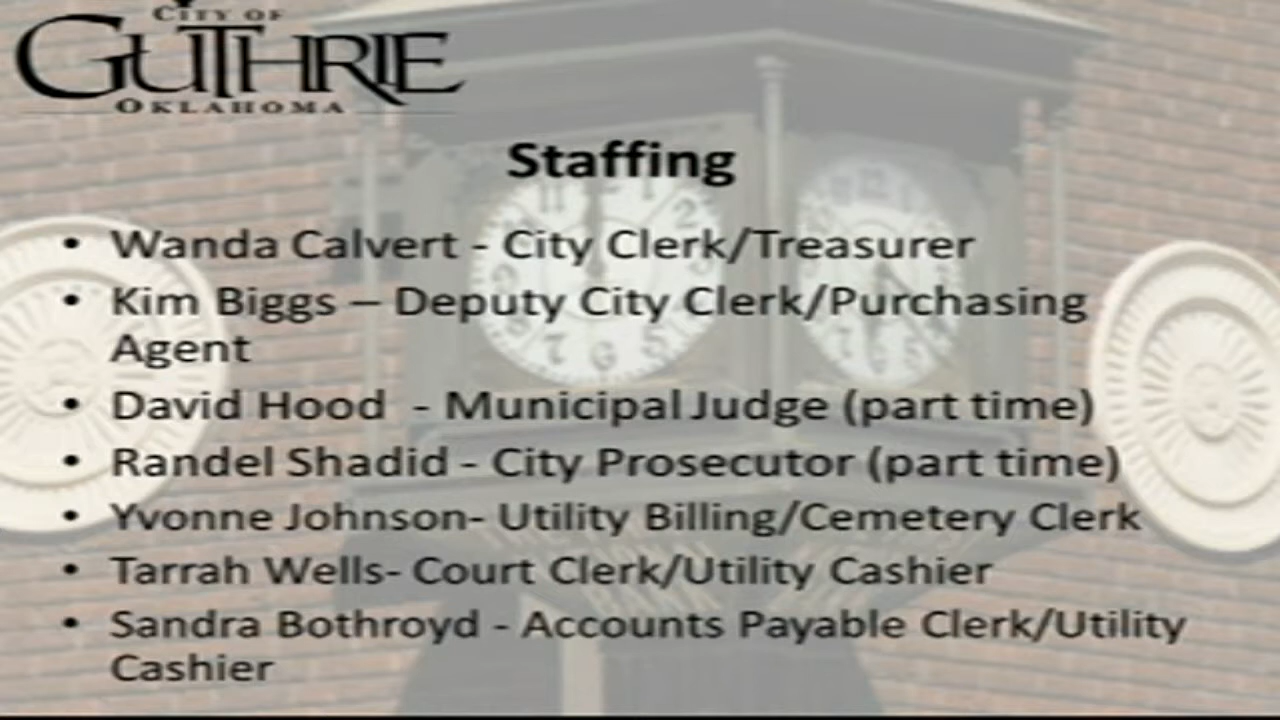 CITY OF
GUTHRIE
OKLAHOMA
Staffing
• Wanda Calvert - City Clerk/Treasurer
• Kim Biggs – Deputy City Clerk/Purchasing
Agent
• David Hood - Municipal Judge (part time)
• Randel Shadid - City Prosecutor (part time)
• Yvonne Johnson- Utility Billing/Cemetery Clerk
• Tarrah Wells- Court Clerk/Utility Cashier
• Sandra Bothroyd - Accounts Payable Clerk/Utility
Cashier